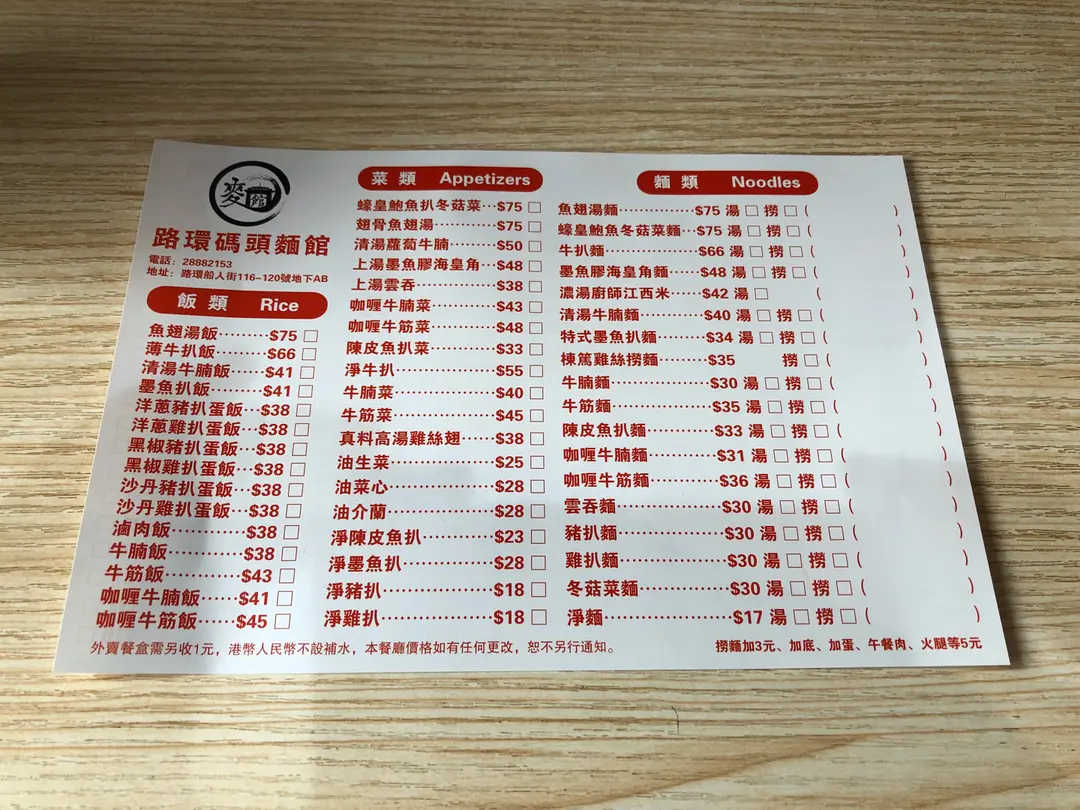 麥館
路環碼頭麵館
電話：28882153
地址：路環船人街116-120號地下AB
飯類 Rice
魚翅湯飯········$75 □
薄牛扒飯·········$66 □
清湯牛腩飯······$41 □
墨魚扒飯·········$41 □
洋蔥豬扒蛋飯···$38 □
洋蔥雞扒蛋飯···$38 □
黑椒豬扒蛋飯···$38 □
黑椒雞扒蛋飯···$38 □
沙丹豬扒蛋飯···$38 □
沙丹雞扒蛋飯···$38 □
滷肉飯············$38 □
牛腩飯············$38 □
牛筋飯············$43 □
咖喱牛腩飯······$41 □
咖喱牛筋飯······$45 □
菜類 Appetizers
蠔皇鮑魚扒冬菇菜···$75 □
翅骨魚翅湯············$75 □
清湯蘿蔔牛腩·········$50 □
上湯墨魚膠海皇角···$48 □
上湯雲吞···············$38 □
咖喱牛腩菜············$43 □
咖喱牛筋菜············$48 □
陳皮魚扒菜············$33 □
淨牛扒··················$55 □
牛腩菜··················$40 □
牛筋菜··················$45 □
真料高湯雞絲翅······$38 □
油生菜··················$25 □
油菜心··················$28 □
油介蘭··················$28 □
淨陳皮魚扒············$23 □
淨墨魚扒···············$28 □
淨豬扒··················$18 □
淨雞扒··················$18 □
麵類 Noodles
魚翅湯麵···············$75 湯 □ 撈 □ ( )
蠔皇鮑魚冬菇菜麵···$75 湯 □ 撈 □ ( )
牛扒麵··················$66 湯 □ 撈 □ ( )
墨魚膠海皇角麵······$48 湯 □ 撈 □ ( )
濃湯廚師江西米······$42 湯 □ ( )
清湯牛腩麵············$40 湯 □ 撈 □ ( )
特式墨魚扒麵·········$34 湯 □ 撈 □ ( )
棟篤雞絲撈麵·········$35 撈 □ ( )
牛腩麵··················$30 湯 □ 撈 □ ( )
牛筋麵··················$35 湯 □ 撈 □ ( )
陳皮魚扒麵············$33 湯 □ 撈 □ ( )
咖喱牛腩麵············$31 湯 □ 撈 □ ( )
咖喱牛筋麵············$36 湯 □ 撈 □ ( )
雲吞麵··················$30 湯 □ 撈 □ ( )
豬扒麵··················$30 湯 □ 撈 □ ( )
雞扒麵··················$30 湯 □ 撈 □ ( )
冬菇菜麵···············$30 湯 □ 撈 □ ( )
淨麵·····················$17 湯 □ 撈 □ ( )
外賣餐盒需另收1元，港幣人民幣不設補水，本餐廳價格如有任何更改，恕不另行通知。
撈麵加3元、加底、加蛋、午餐肉、火腿等5元